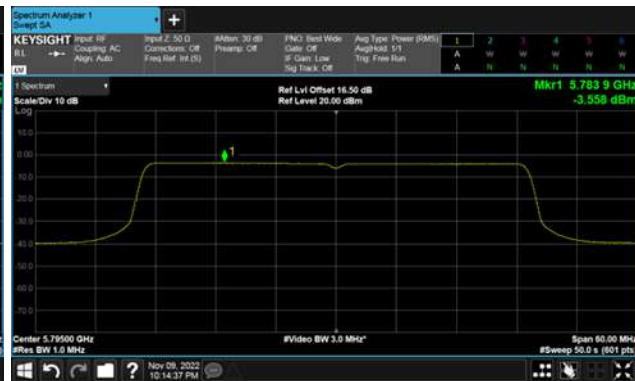 Spectrum Analyzer 1
Swept SA
+
KEYSIGHT Input: RF Input Z: 50 Ω #Atten: 30 dB PNO: Best Wide Avg Type: Power (RMS) 1 2 3 4 5 6
RL Coupling: AC Corrections: Off Preamp: Off Gate: Off Avg|Hold: 1/1 A W W W W W
Align: Auto Freq Ref: Int (S) IF Gain: Low Trig: Free Run A N N N N N
LW Sig Track: Off
1 Spectrum Ref Lvl Offset 16.50 dB Mkr1 5.783 9 GHz
Scale/Div 10 dB Ref Level 20.00 dBm -3.558 dBm
Log
10.0
0.00
1
-10.0
-20.0
-30.0
-40.0
-50.0
-60.0
-70.0
Center 5.79500 GHz #Video BW 3.0 MHz* Span 60.00 MHz
#Res BW 1.0 MHz #Sweep 50.0 s (601 pts)
? Nov 09, 2022
10:14:37 PM